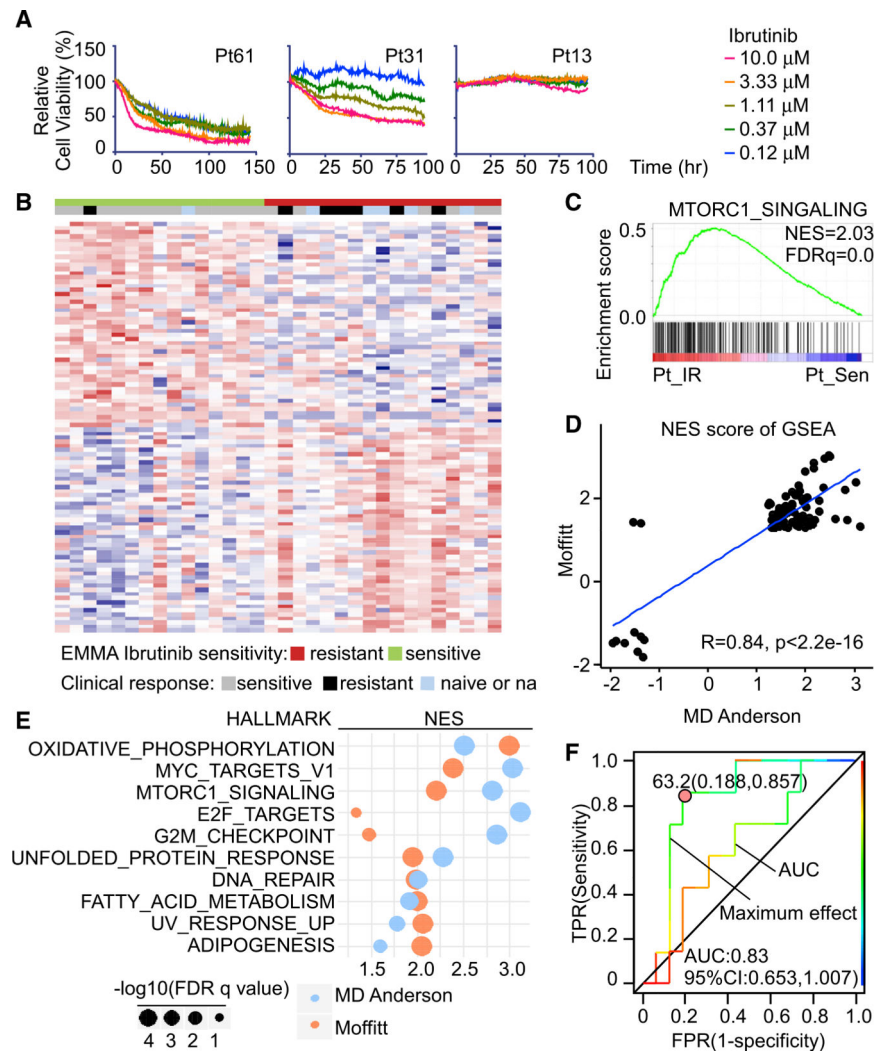 A
Relative
Cell Viability (%)
150
100
50
0
Pt61
Pt31
Pt13
0 50 100 150
0 25 50 75 100
0 25 50 75 100
Time (hr)
Ibrutinib
10.0 μM
3.33 μM
1.11 μM
0.37 μM
0.12 μM
B
EMMA Ibrutinib sensitivity: resistant sensitive
Clinical response: sensitive resistant naive or na
C
MTORC1_SINGALING
NES=2.03
FDRq=0.0
Enrichment score
0.5
0.0
Pt_IR Pt_Sen
D
NES score of GSEA
Moffitt
2
0
-2
R=0.84, p<2.2e-16
-2 -1 0 1 2 3
MD Anderson
E
HALLMARK NES
OXIDATIVE_PHOSPHORYLATION
MYC_TARGETS_V1
MTORC1_SIGNALING
E2F_TARGETS
G2M_CHECKPOINT
UNFOLDED_PROTEIN_RESPONSE
DNA_REPAIR
FATTY_ACID_METABOLISM
UV_RESPONSE_UP
ADIPOGENESIS
1.5 2.0 2.5 3.0
-log10(FDR q value)
4 3 2 1
MD Anderson
Moffitt
F
TPR(Sensitivity)
1.0
0.8
0.6
0.4
0.2
0
63.2(0.188,0.857)
AUC
Maximum effect
AUC:0.83
95%CI:0.653,1.007)
0 0.2 0.4 0.6 0.8 1.0
FPR(1-specificity)